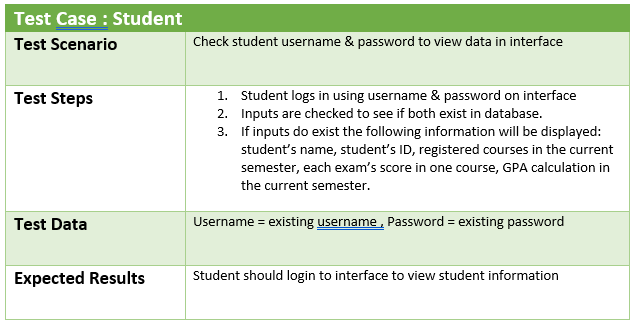 Test Case : Student
Test Scenario
Check student username & password to view data in interface
Test Steps
1. Student logs in using username & password on interface
2. Inputs are checked to see if both exist in database.
3. If inputs do exist the following information will be displayed:
student's name, student's ID, registered courses in the current
semester, each exam's score in one course, GPA calculation in
the current semester.
Test Data
Username = existing username , Password = existing password
Expected Results
Student should login to interface to view student information